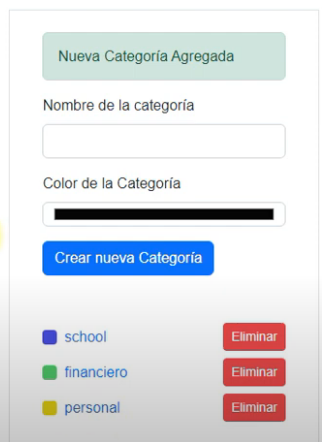 Nueva Categoría Agregada
Nombre de la categoría
Color de la Categoría
Crear nueva Categoría
school Eliminar
financiero Eliminar
personal Eliminar